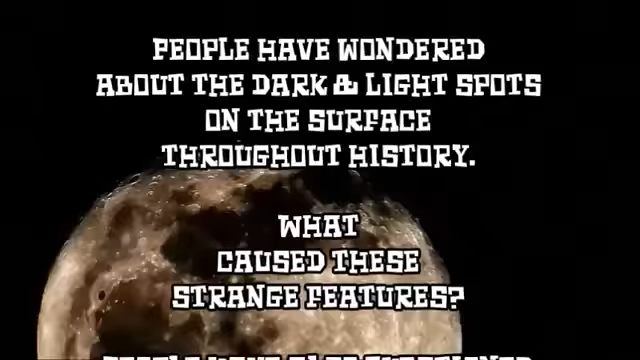 PEOPLE HAVE WONDERED
ABOUT THE DARK & LIGHT SPOTS
ON THE SURFACE
THROUGHOUT HISTORY.
WHAT
CAUSED THESE
STRANGE FEATURES?